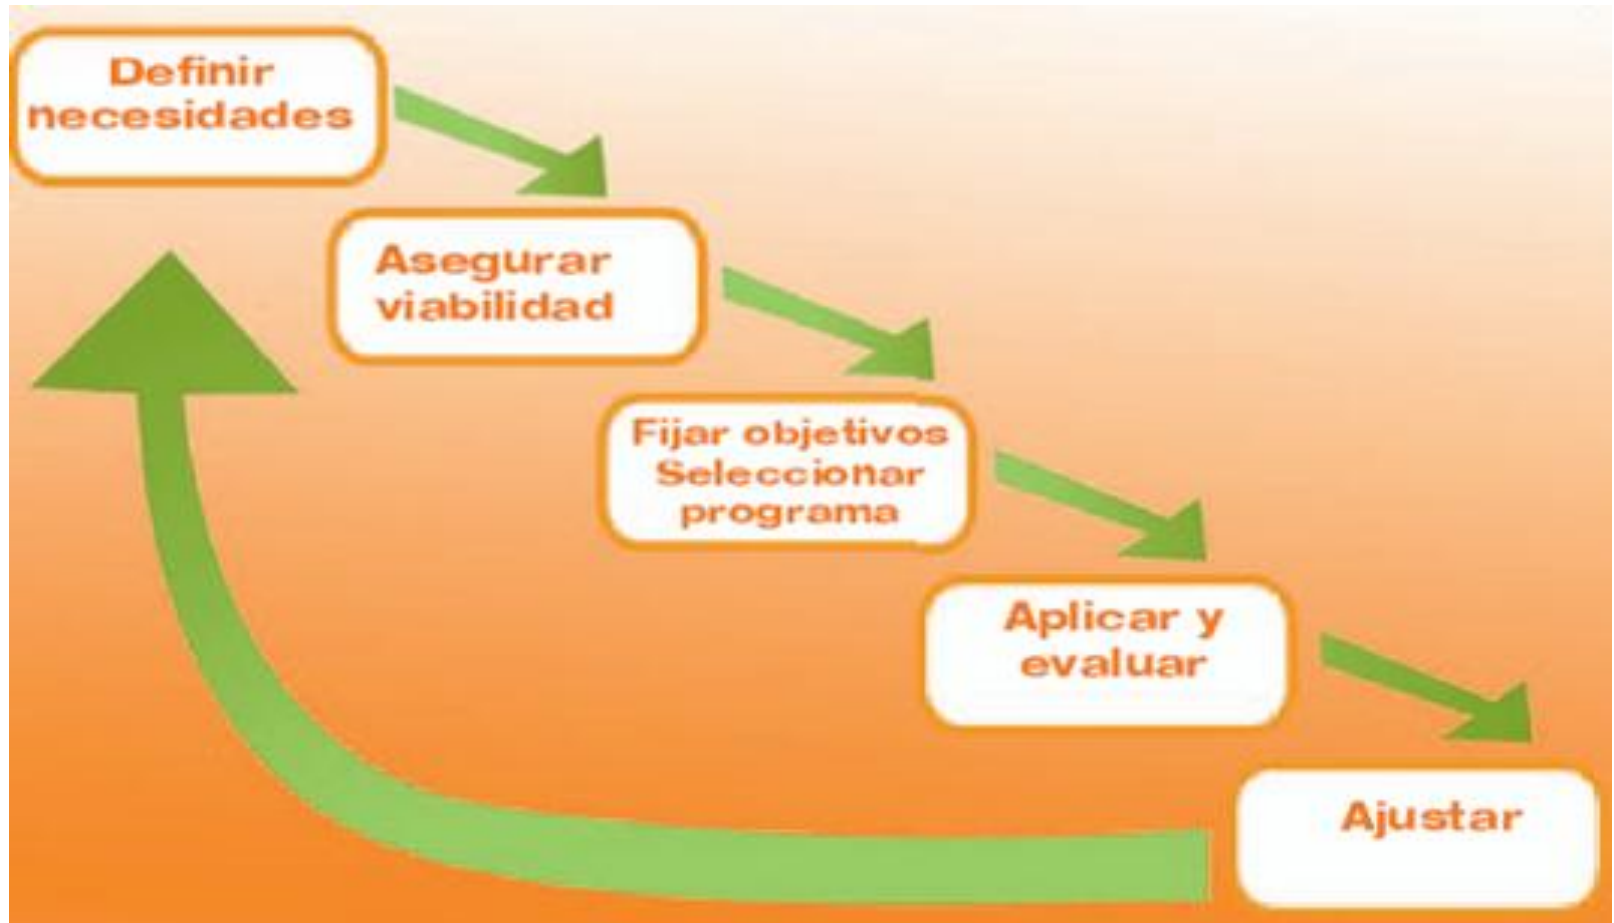 Definir
necesidades
Asegurar
viabilidad
Fijar objetivos
Seleccionar
programa
Aplicar y
evaluar
Ajustar